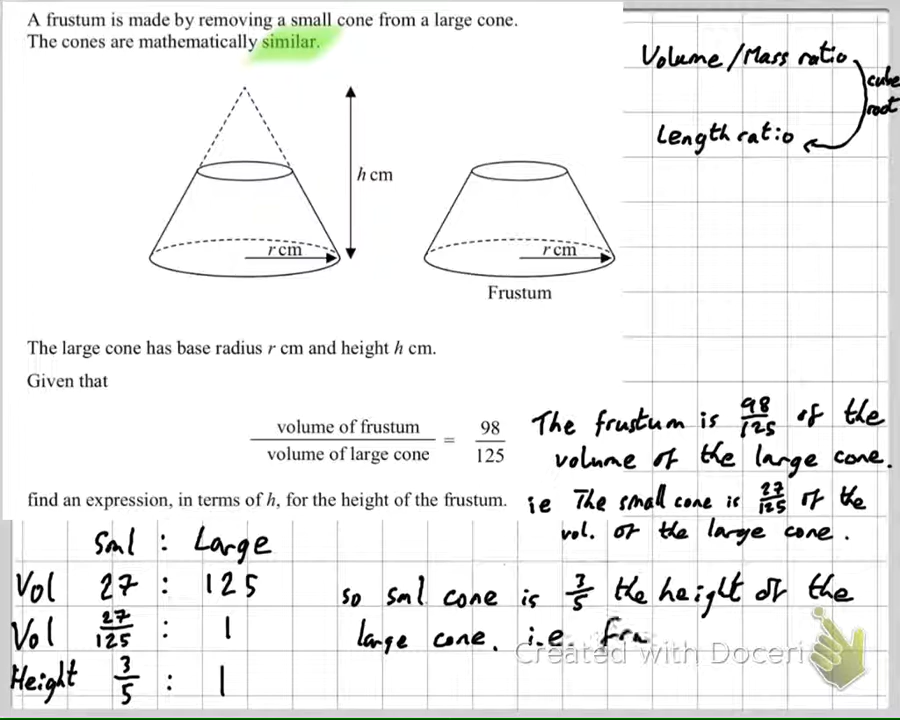 A frustum is made by removing a small cone from a large cone.
The cones are mathematically similar.
h cm
r cm
r cm
Frustum
The large cone has base radius r cm and height h cm.
Given that
volume of frustum / volume of large cone = 98/125
find an expression, in terms of h, for the height of the frustum.
Volume / Mass ratio
cube root
Length ratio
The frustum is 98/125 of the
volume of the large cone.
ie The small cone is 27/125 of the
vol. of the large cone.
Sml : Large
Vol 27 : 125
Vol 27/125 : 1
Height 3/5 : 1
so sml cone is 3/5 the height of the
large cone. i.e. fru
Created with Doceri